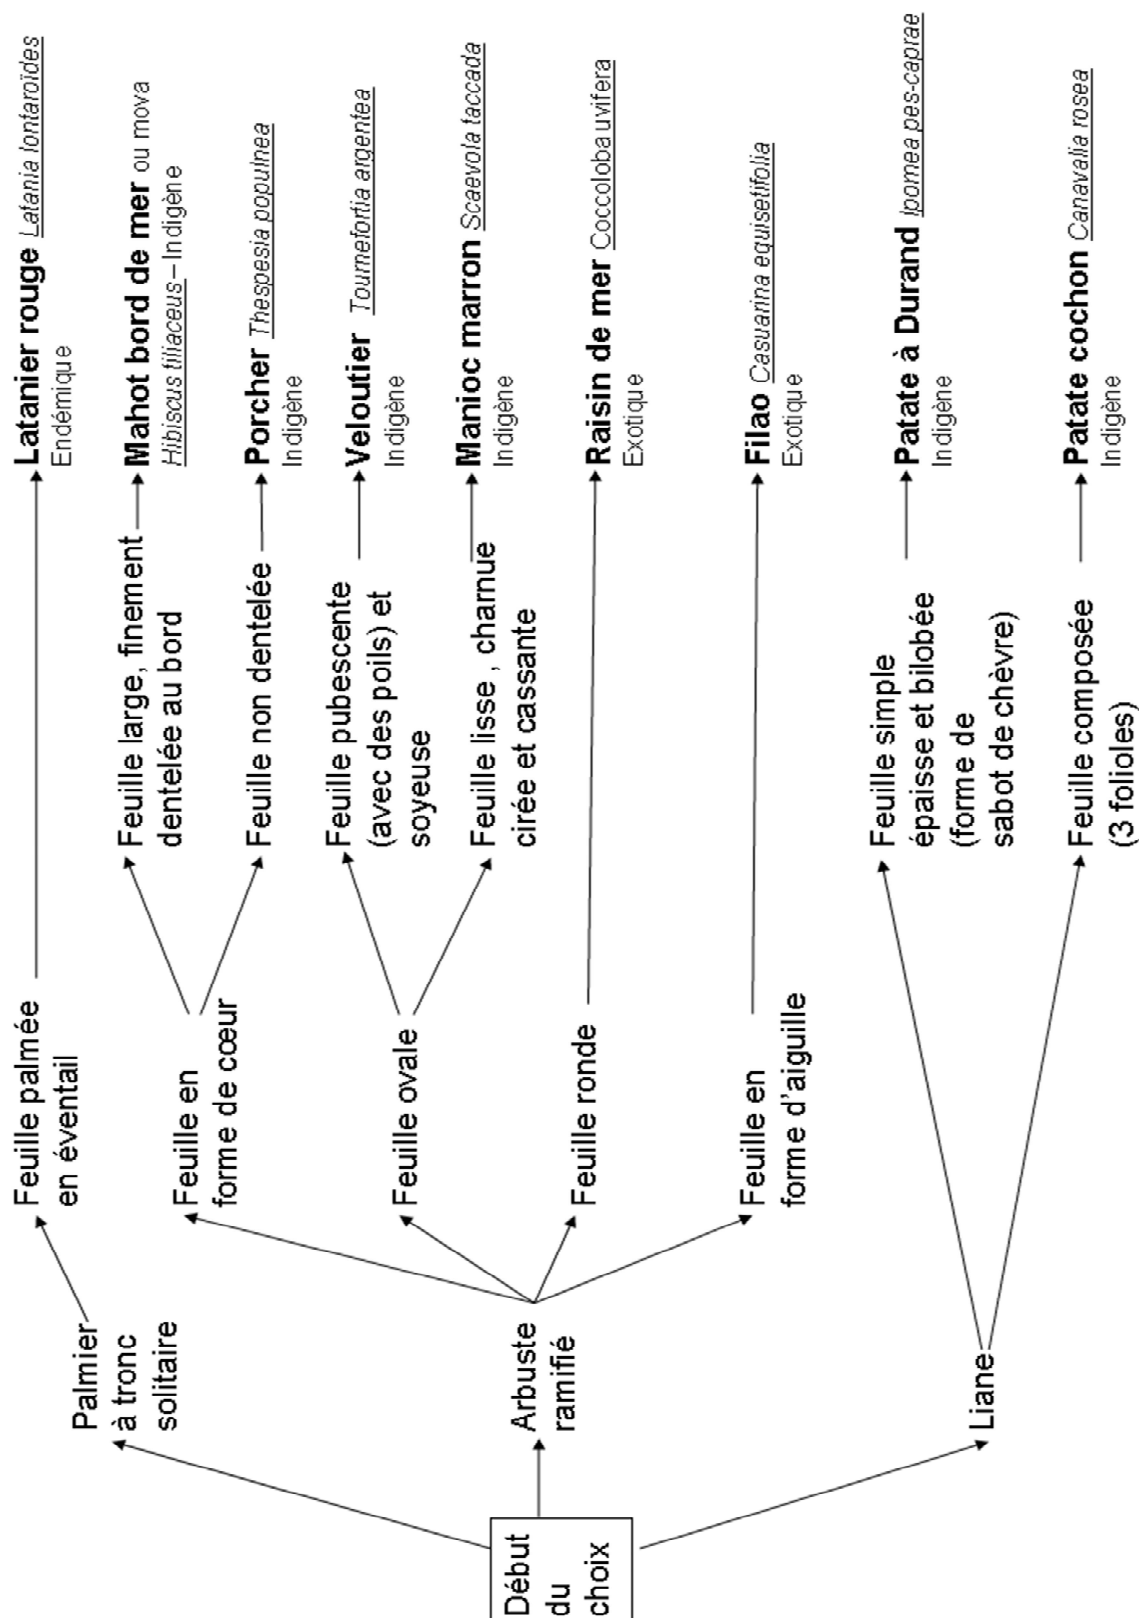 Début
du
choix
Palmier
à tronc
solitaire
Feuille palmée
en éventail
Latanier rouge Latania lontaroïdes
Endémique
Arbuste
ramifié
Feuille en
forme de cœur
Feuille large, finement
dentelée au bord
Mahot bord de mer ou mova
Hibiscus tiliaceus – Indigène
Feuille non dentelée
Porcher Thespesia populnea
Indigène
Feuille ovale
Feuille pubescente
(avec des poils) et
soyeuse
Veloutier Tournefortia argentea
Indigène
Feuille lisse , charnue
cirée et cassante
Manioc marron Scaevola taccada
Indigène
Feuille ronde
Raisin de mer Coccoloba uvifera
Exotique
Feuille en
forme d'aiguille
Filao Casuarina equisetifolia
Exotique
Liane
Feuille simple
épaisse et bilobée
(forme de
sabot de chèvre)
Patate à Durand Ipomea pes-caprae
Indigène
Feuille composée
(3 folioles)
Patate cochon Canavalia rosea
Indigène